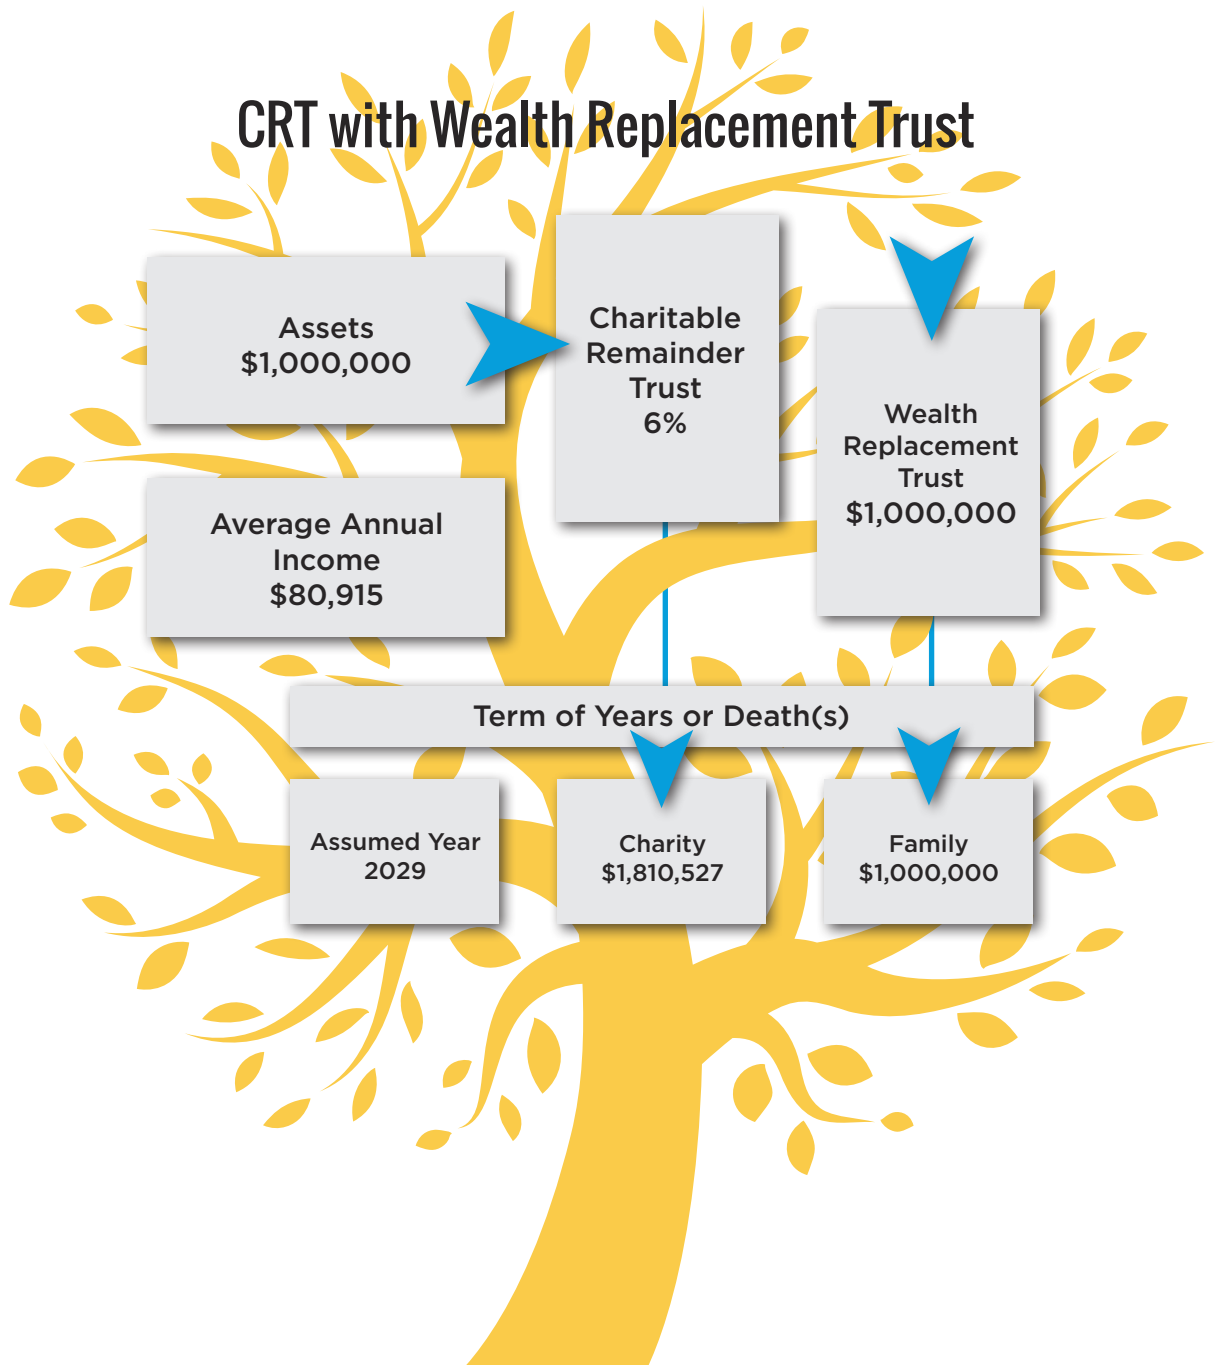 CRT with Wealth Replacement Trust
Assets
$1,000,000
Charitable
Remainder
Trust
6%
Wealth
Replacement
Trust
$1,000,000
Average Annual
Income
$80,915
Term of Years or Death(s)
Assumed Year
2029
Charity
$1,810,527
Family
$1,000,000